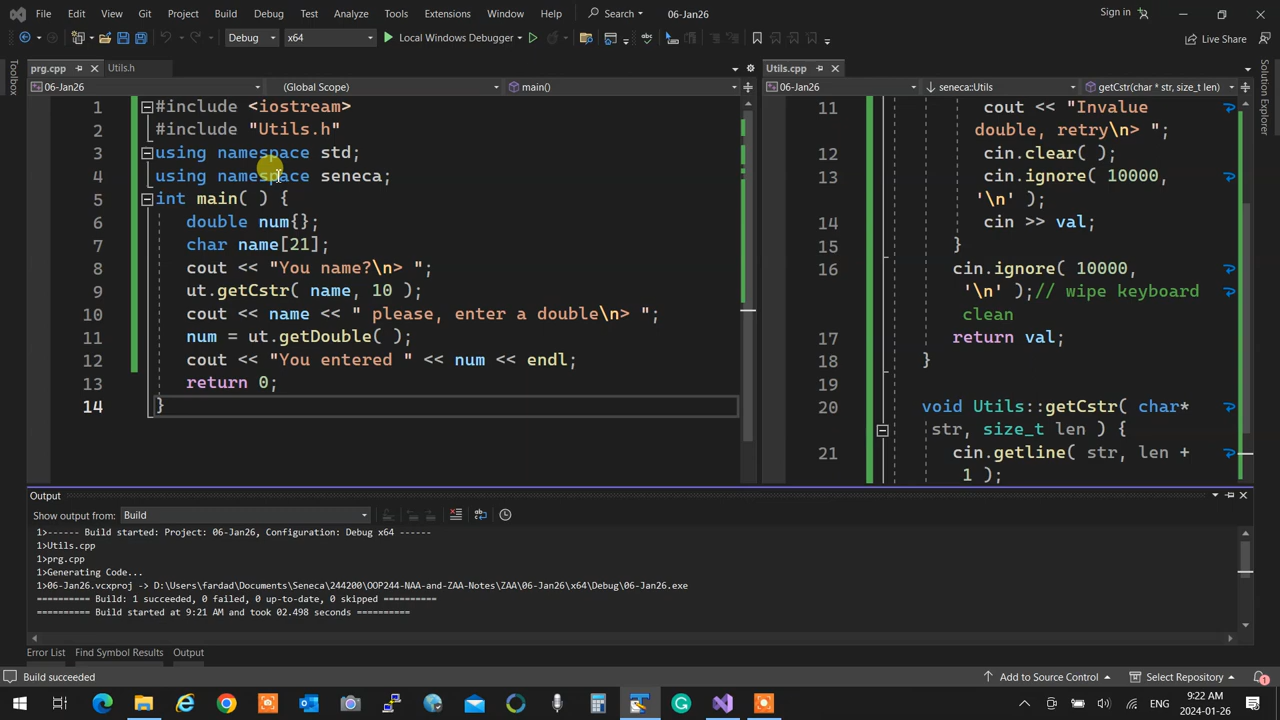 File Edit View Git Project Build Debug Test Analyze Tools Extensions Window Help Search 06-Jan26 Sign in
Debug x64 Local Windows Debugger Live Share
Toolbox
prg.cpp Utils.h
06-Jan26 (Global Scope) main()
1 #include <iostream>
2 #include "Utils.h"
3 using namespace std;
4 using namespace seneca;
5 int main( ) {
6 double num{};
7 char name[21];
8 cout << "You name?\n> ";
9 ut.getCstr( name, 10 );
10 cout << name << " please, enter a double\n> ";
11 num = ut.getDouble( );
12 cout << "You entered " << num << endl;
13 return 0;
14 }
Utils.cpp
06-Jan26 seneca::Utils getCstr(char * str, size_t len)
11 cout << "Invalue
double, retry\n> ";
12 cin.clear( );
13 cin.ignore( 10000,
'\n' );
14 cin >> val;
15 }
16 cin.ignore( 10000,
'\n' );// wipe keyboard
clean
17 return val;
18 }
19
20 void Utils::getCstr( char*
str, size_t len ) {
21 cin.getline( str, len +
1 );
Solution Explorer
Output
Show output from: Build
1>------ Build started: Project: 06-Jan26, Configuration: Debug x64 ------
1>Utils.cpp
1>prg.cpp
1>Generating Code...
1>06-Jan26.vcxproj -> D:\Users\fardad\Documents\Seneca\244200\OOP244-NAA-and-ZAA-Notes\ZAA\06-Jan26\x64\Debug\06-Jan26.exe
========== Build: 1 succeeded, 0 failed, 0 up-to-date, 0 skipped ==========
========== Build started at 9:21 AM and took 02.498 seconds ==========
Error List Find Symbol Results Output
Build succeeded Add to Source Control Select Repository 1
ENG 9:22 AM
2024-01-26